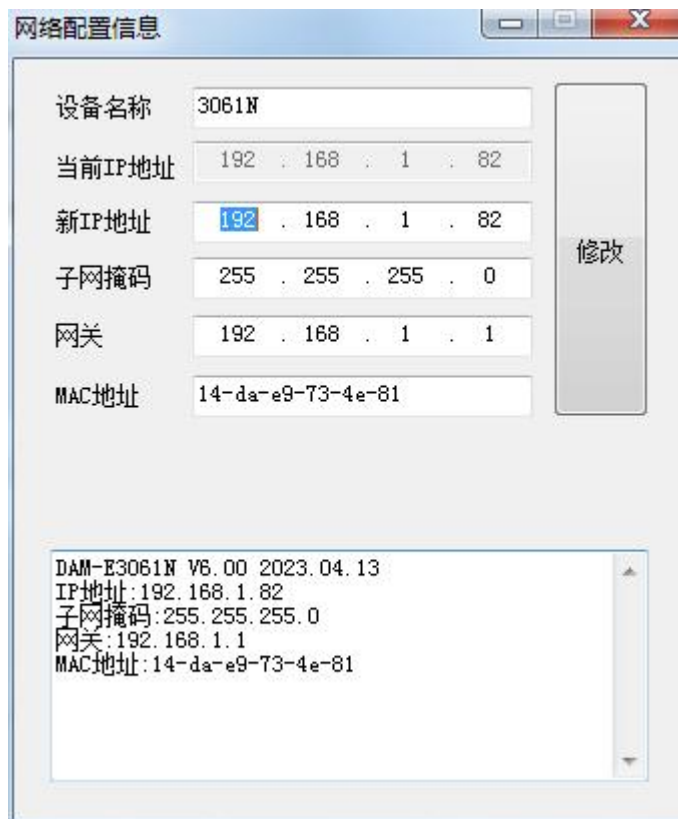 网络配置信息
设备名称 3061N
当前IP地址 192 . 168 . 1 . 82
新IP地址 192 . 168 . 1 . 82
子网掩码 255 . 255 . 255 . 0
网关 192 . 168 . 1 . 1
MAC地址 14-da-e9-73-4e-81
修改
DAM-E3061N V6.00 2023.04.13
IP地址:192.168.1.82
子网掩码:255.255.255.0
网关:192.168.1.1
MAC地址:14-da-e9-73-4e-81